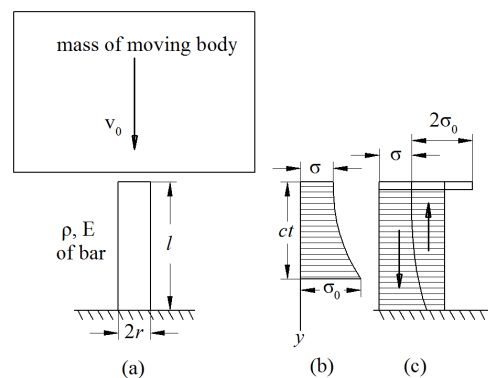 mass of moving body
v₀
ρ, E
of bar
l
2r
(a)
σ
ct
σ₀
y
(b)
2σ₀
σ
(c)